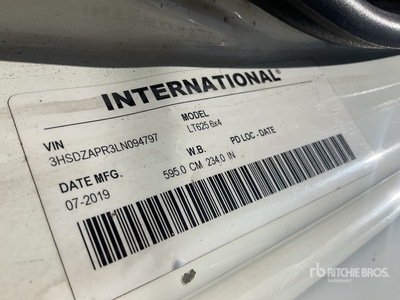 INTERNATIONAL®
VIN MODEL
3HSDZAPR3LN094797 LT625 6x4
DATE MFG. W.B. PD LOC - DATE
07-2019 595.0 CM 234.0 IN
rb RITCHIE BROS.